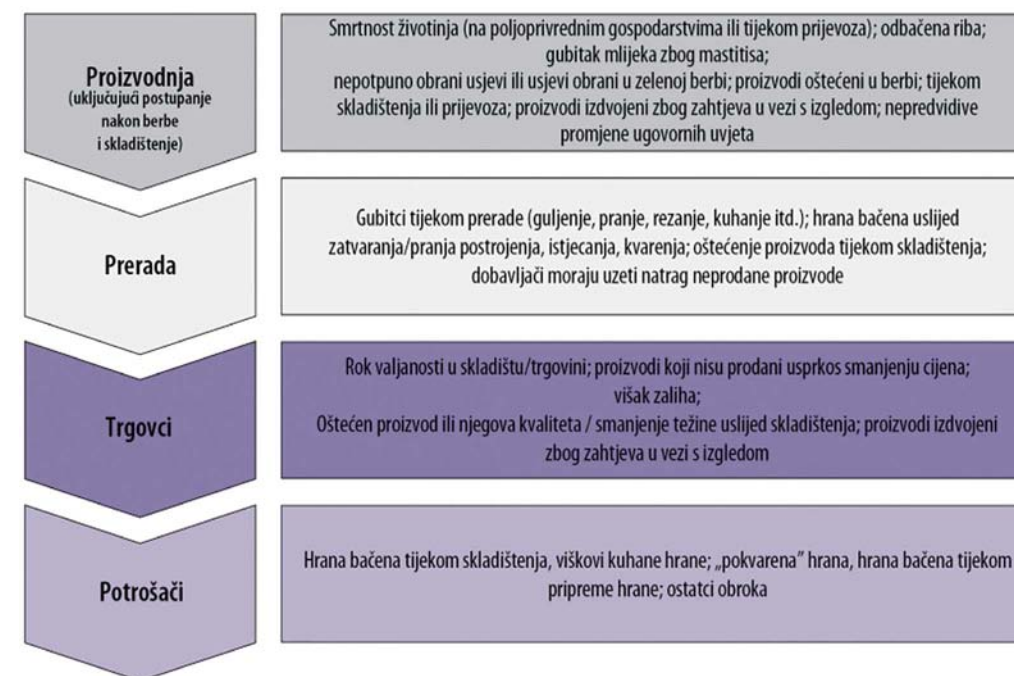 Proizvodnja
(uključujući postupanje
nakon berbe
i skladištenje)
Smrtnost životinja (na poljoprivrednim gospodarstvima ili tijekom prijevoza); odbačena riba;
gubitak mlijeka zbog mastitisa;
nepotpuno obrani usjevi ili usjevi obrani u zelenoj berbi; proizvodi oštećeni u berbi; tijekom
skladištenja ili prijevoza; proizvodi izdvojeni zbog zahtjeva u vezi s izgledom; nepredvidive
promjene ugovornih uvjeta
Prerada
Gubitci tijekom prerade (guljenje, pranje, rezanje, kuhanje itd.); hrana bačena uslijed
zatvaranja/pranja postrojenja, istjecanja, kvarenja; oštećenje proizvoda tijekom skladištenja;
dobavljači moraju uzeti natrag neprodane proizvode
Trgovci
Rok valjanosti u skladištu/trgovini; proizvodi koji nisu prodani usprkos smanjenju cijena;
višak zaliha;
Oštećen proizvod ili njegova kvaliteta / smanjenje težine uslijed skladištenja; proizvodi izdvojeni
zbog zahtjeva u vezi s izgledom
Potrošači
Hrana bačena tijekom skladištenja, viškovi kuhane hrane; „pokvarena” hrana, hrana bačena tijekom
pripreme hrane; ostatci obroka